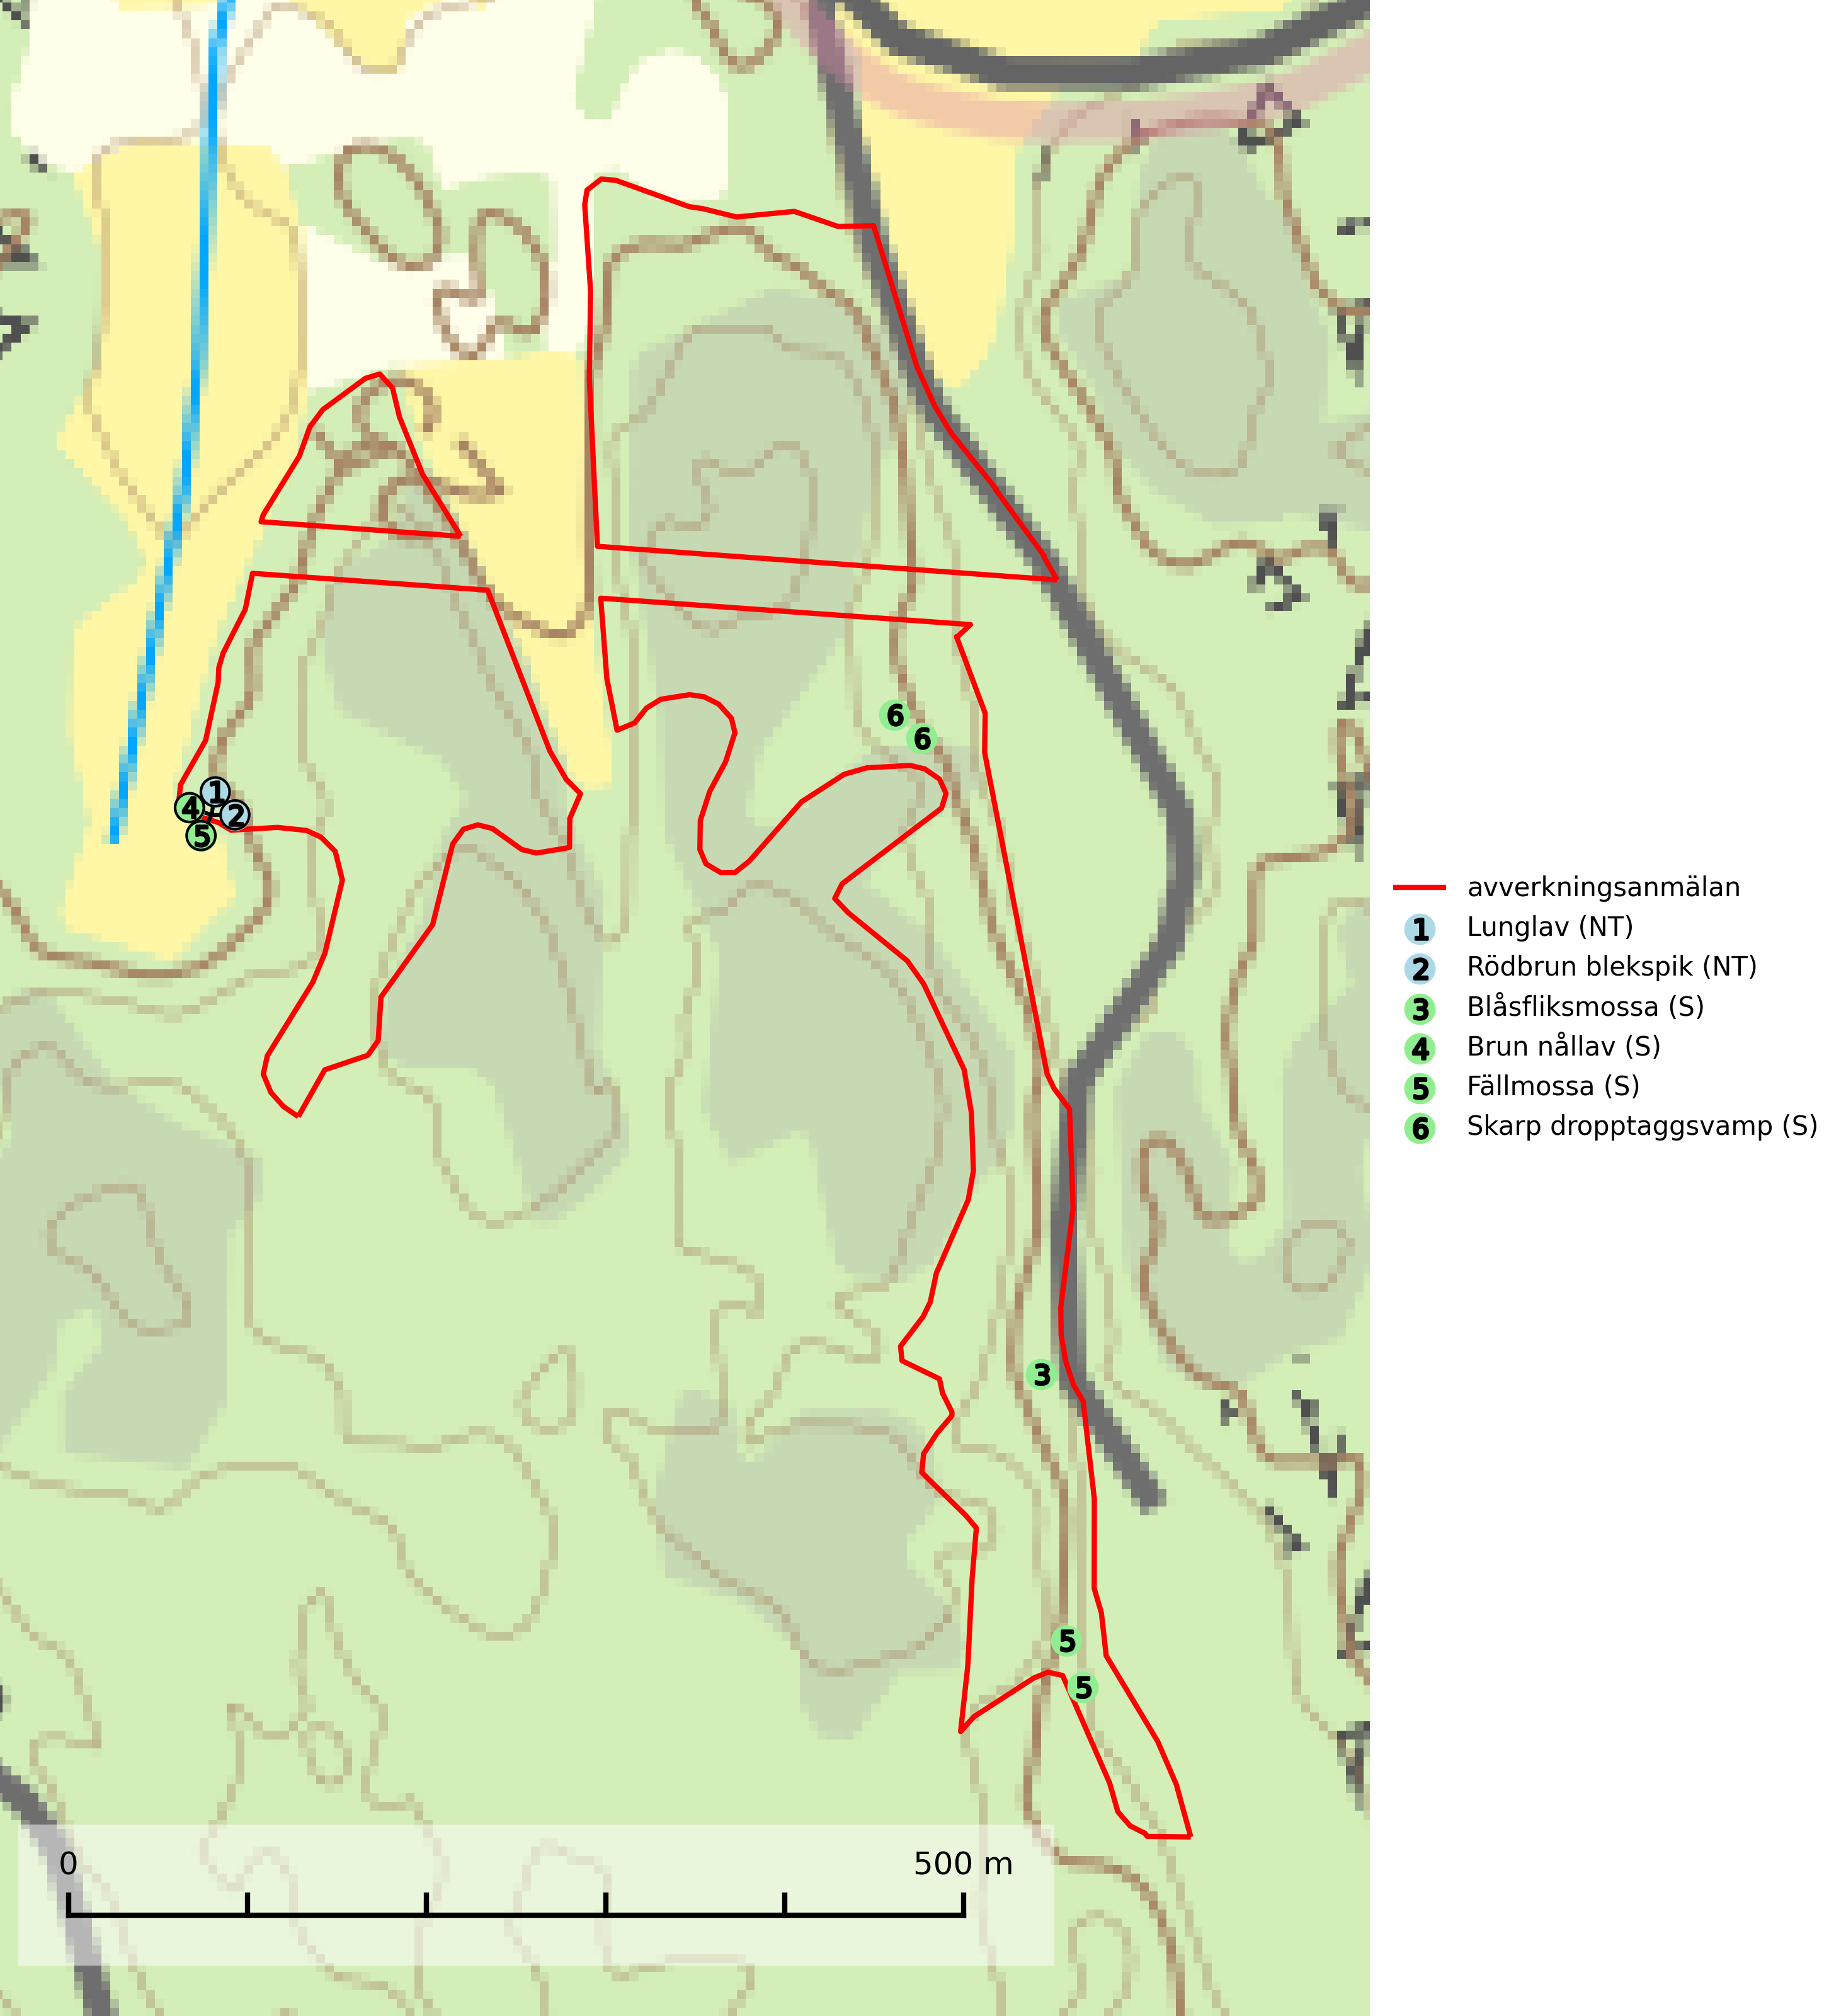 6
6
1
4
2
5
avverkningsanmälan
1 Lunglav (NT)
2 Rödbrun blekspik (NT)
3 Blåsfliksmossa (S)
4 Brun nållav (S)
5 Fällmossa (S)
6 Skarp dropptaggsvamp (S)
3
5
5
0 500 m